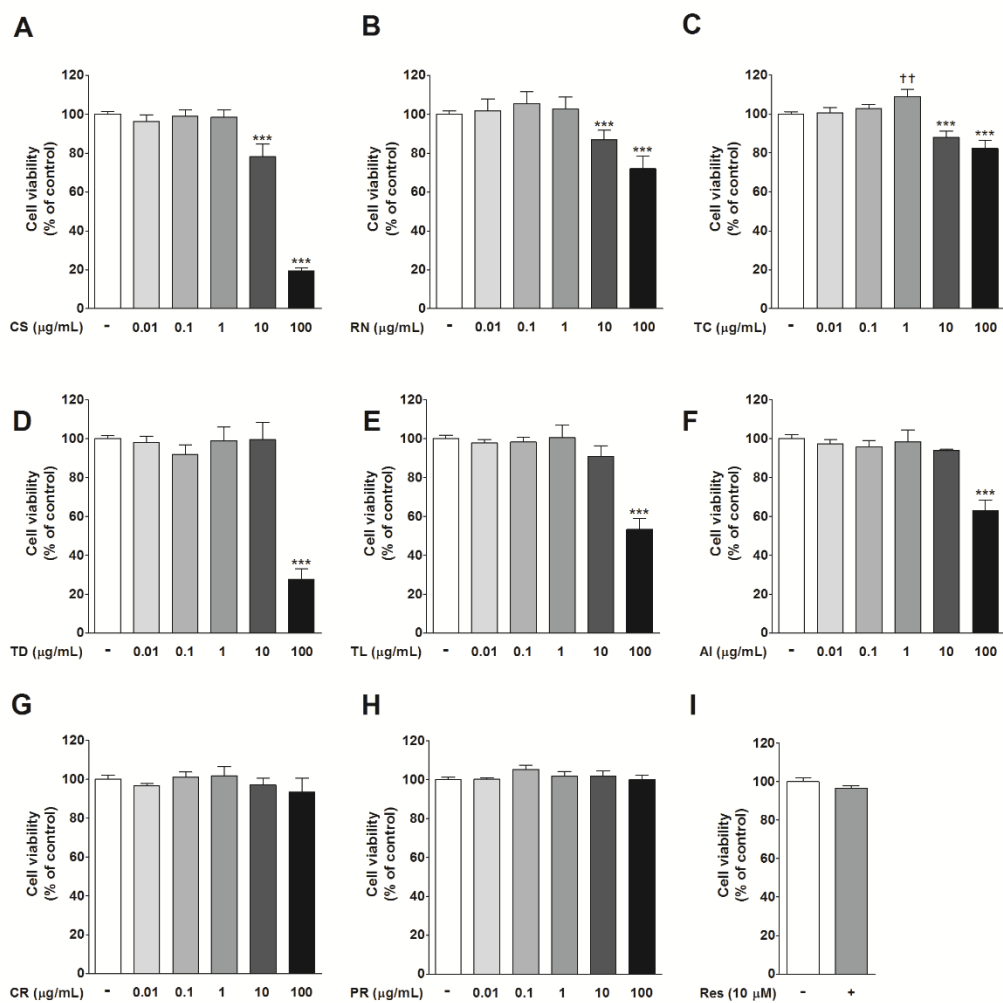 A
Cell viability
(% of control)
120
100
80
60
40
20
0
***
***
CS (µg/mL) - 0.01 0.1 1 10 100
B
Cell viability
(% of control)
120
100
80
60
40
20
0
***
***
RN (µg/mL) - 0.01 0.1 1 10 100
C
Cell viability
(% of control)
120
100
80
60
40
20
0
††
***
***
TC (µg/mL) - 0.01 0.1 1 10 100
D
Cell viability
(% of control)
120
100
80
60
40
20
0
***
TD (µg/mL) - 0.01 0.1 1 10 100
E
Cell viability
(% of control)
120
100
80
60
40
20
0
***
TL (µg/mL) - 0.01 0.1 1 10 100
F
Cell viability
(% of control)
120
100
80
60
40
20
0
***
AI (µg/mL) - 0.01 0.1 1 10 100
G
Cell viability
(% of control)
120
100
80
60
40
20
0
CR (µg/mL) - 0.01 0.1 1 10 100
H
Cell viability
(% of control)
120
100
80
60
40
20
0
PR (µg/mL) - 0.01 0.1 1 10 100
I
Cell viability
(% of control)
120
100
80
60
40
20
0
Res (10 µM) - +